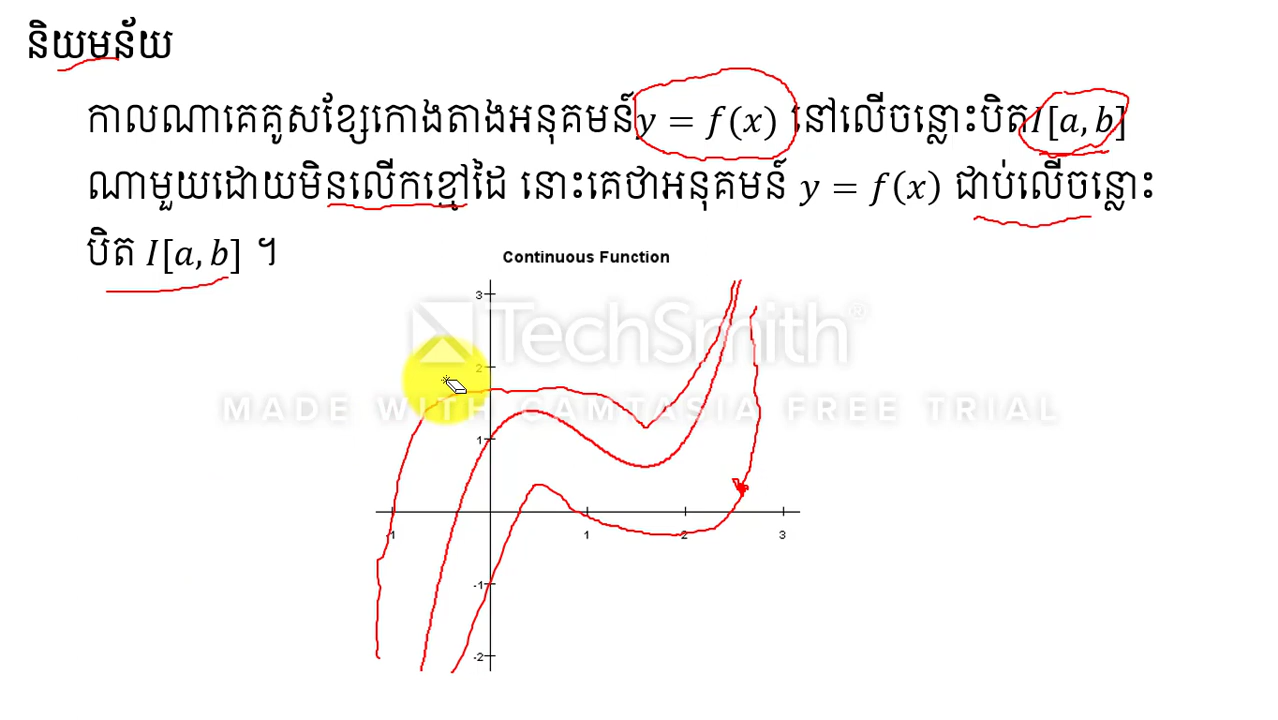 និយមន័យ
កាលណាគេគូសខ្សែកោងតាងអនុគមន៍ y = f(x) នៅលើចន្លោះបិត I[a, b]
ណាមួយដោយមិនលើកខ្មៅដៃ នោះគេថាអនុគមន៍ y = f(x) ជាប់លើចន្លោះ
បិត I[a, b] ។
Continuous Function
3
TechSmith®
2
MADE WITH CAMTASIA FREE TRIAL
1
-1 1 2 3
-1
-2